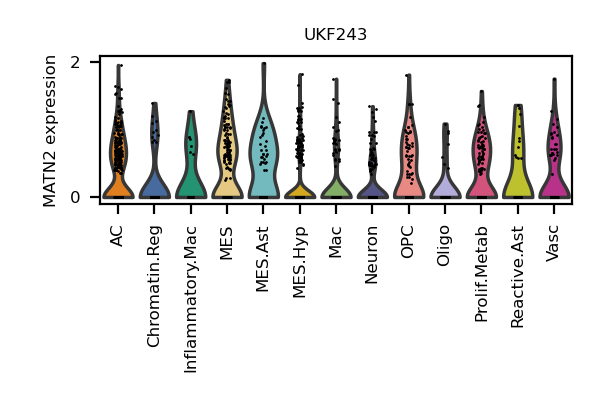 UKF243
MATN2 expression
2
0
AC
Chromatin.Reg
Inflammatory.Mac
MES
MES.Ast
MES.Hyp
Mac
Neuron
OPC
Oligo
Prolif.Metab
Reactive.Ast
Vasc